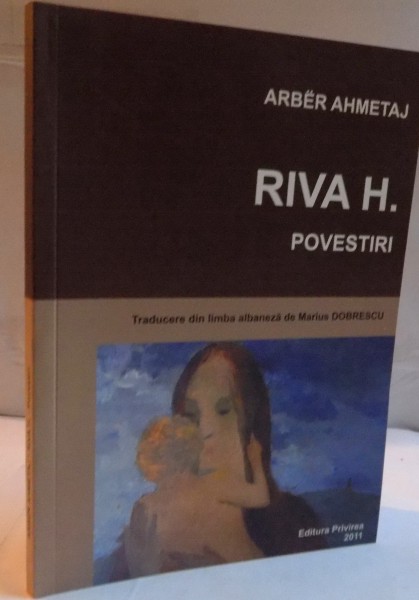 ARBËR AHMETAJ
RIVA H.
POVESTIRI
Traducere din limba albaneză de Marius DOBRESCU
Editura Privirea
2011